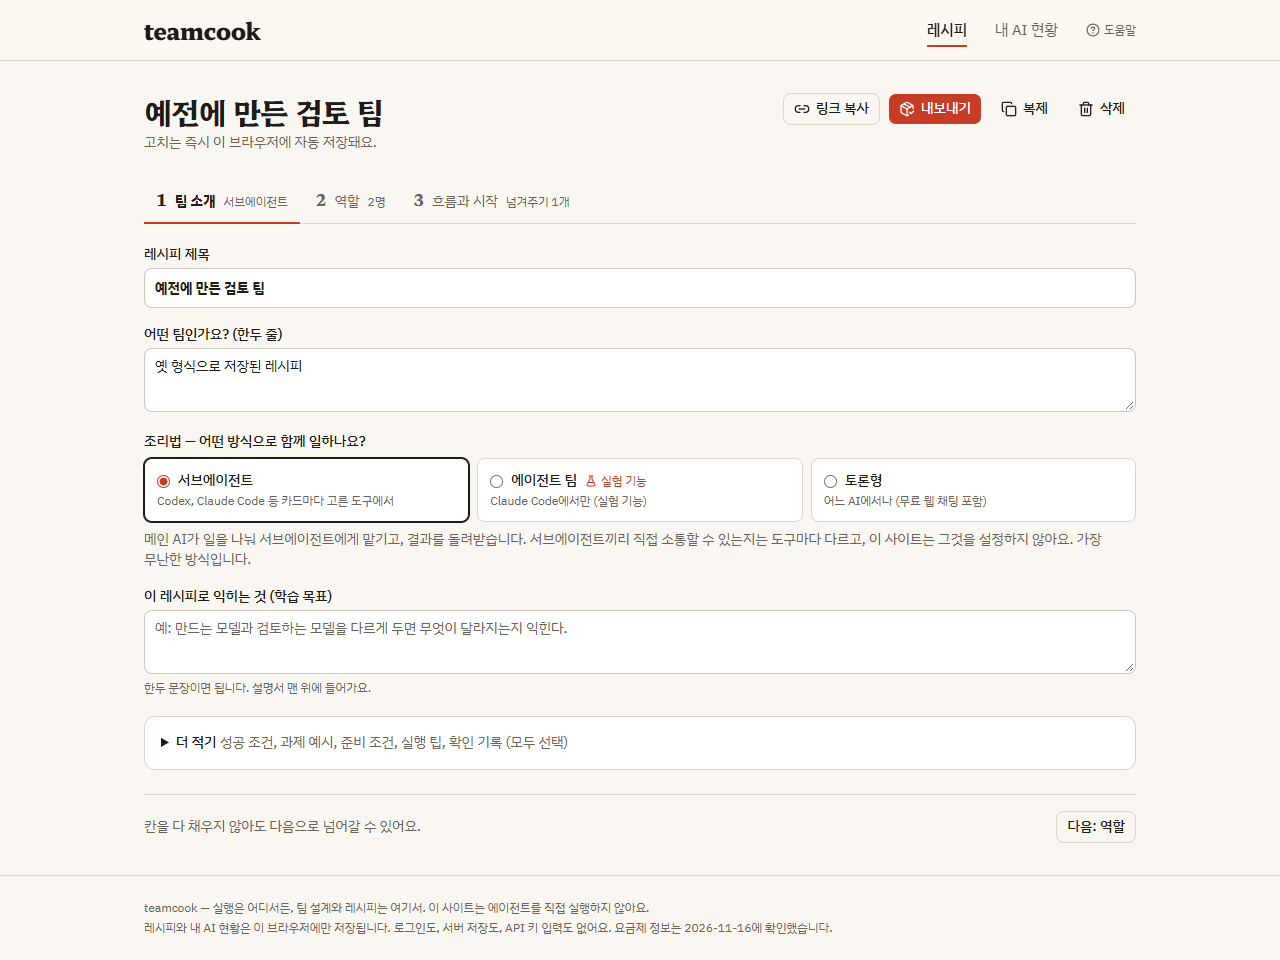 teamcook
레시피
내 AI 현황
도움말
예전에 만든 검토 팀
고치는 즉시 이 브라우저에 자동 저장돼요.
링크 복사
내보내기
복제
삭제
1 팀 소개 서브에이전트
2 역할 2명
3 흐름과 시작 넘겨주기 1개
레시피 제목
예전에 만든 검토 팀
어떤 팀인가요? (한두 줄)
옛 형식으로 저장된 레시피
조리법 — 어떤 방식으로 함께 일하나요?
서브에이전트
Codex, Claude Code 등 카드마다 고른 도구에서
에이전트 팀 실험 기능
Claude Code에서만 (실험 기능)
토론형
어느 AI에서나 (무료 웹 채팅 포함)
메인 AI가 일을 나눠 서브에이전트에게 맡기고, 결과를 돌려받습니다. 서브에이전트끼리 직접 소통할 수 있는지는 도구마다 다르고, 이 사이트는 그것을 설정하지 않아요. 가장
무난한 방식입니다.
이 레시피로 익히는 것 (학습 목표)
예: 만드는 모델과 검토하는 모델을 다르게 두면 무엇이 달라지는지 익힌다.
한두 문장이면 됩니다. 설명서 맨 위에 들어가요.
더 적기 성공 조건, 과제 예시, 준비 조건, 실행 팁, 확인 기록 (모두 선택)
칸을 다 채우지 않아도 다음으로 넘어갈 수 있어요.
다음: 역할
teamcook — 실행은 어디서든, 팀 설계와 레시피는 여기서. 이 사이트는 에이전트를 직접 실행하지 않아요.
레시피와 내 AI 현황은 이 브라우저에만 저장됩니다. 로그인도, 서버 저장도, API 키 입력도 없어요. 요금제 정보는 2026-11-16에 확인했습니다.